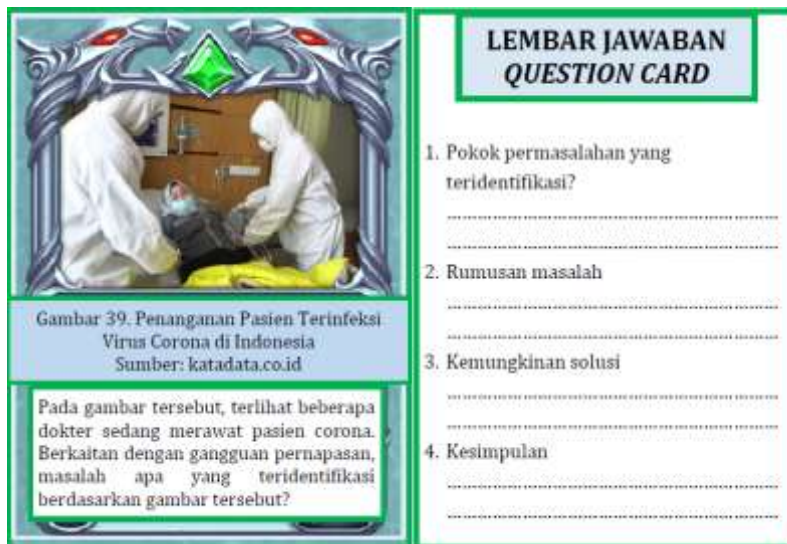 Gambar 39. Penanganan Pasien Terinfeksi
Virus Corona di Indonesia
Sumber: katadata.co.id
Pada gambar tersebut, terlihat beberapa
dokter sedang merawat pasien corona.
Berkaitan dengan gangguan pernapasan,
masalah apa yang teridentifikasi
berdasarkan gambar tersebut?
LEMBAR JAWABAN
QUESTION CARD
1. Pokok permasalahan yang
teridentifikasi?
2. Rumusan masalah
3. Kemungkinan solusi
4. Kesimpulan